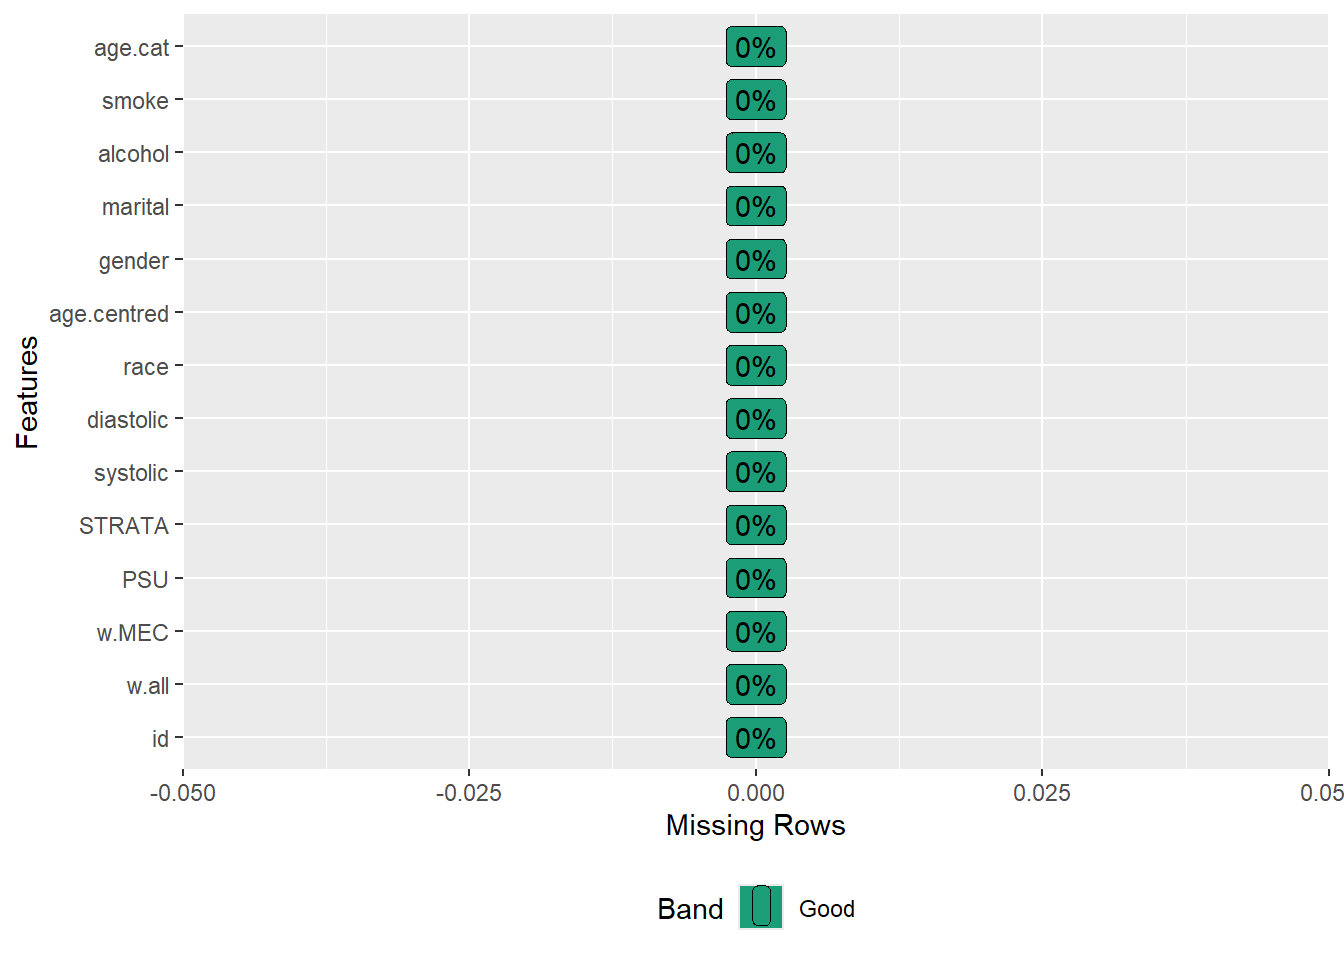 age.cat 0%
smoke 0%
alcohol 0%
marital 0%
gender 0%
age.centred 0%
race 0%
diastolic 0%
systolic 0%
STRATA 0%
PSU 0%
w.MEC 0%
w.all 0%
id 0%
Features
-0.050 -0.025 0.000 0.025 0.05
Missing Rows
Band Good